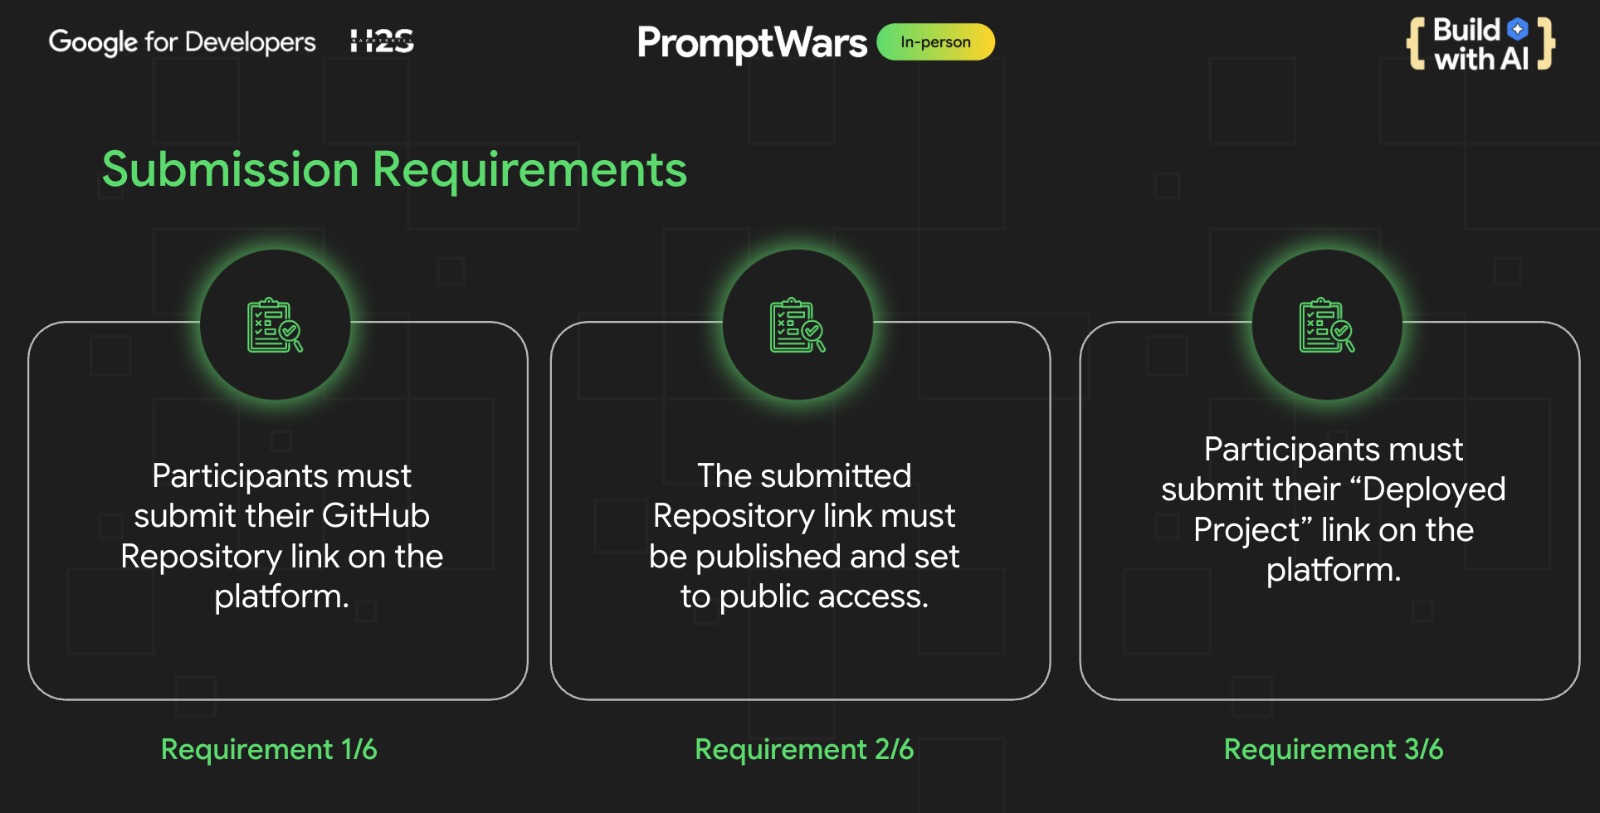 Google for Developers
H2S
PromptWars
In-person
Build
with AI
Submission Requirements
Participants must
submit their GitHub
Repository link on the
platform.
Requirement 1/6
The submitted
Repository link must
be published and set
to public access.
Requirement 2/6
Participants must
submit their “Deployed
Project” link on the
platform.
Requirement 3/6